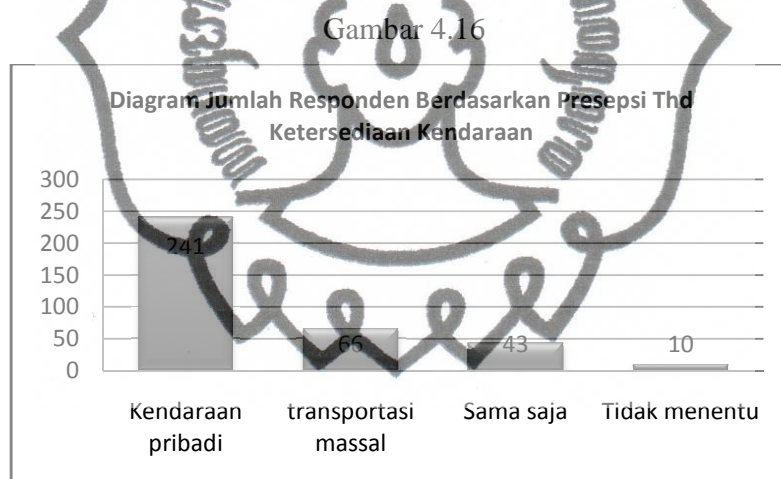 Gambar 4.16
Diagram Jumlah Responden Berdasarkan Presepsi Thd
Ketersediaan Kendaraan
300
250
200
150
100
50
0
241
66
43
10
Kendaraan pribadi
transportasi massal
Sama saja
Tidak menentu